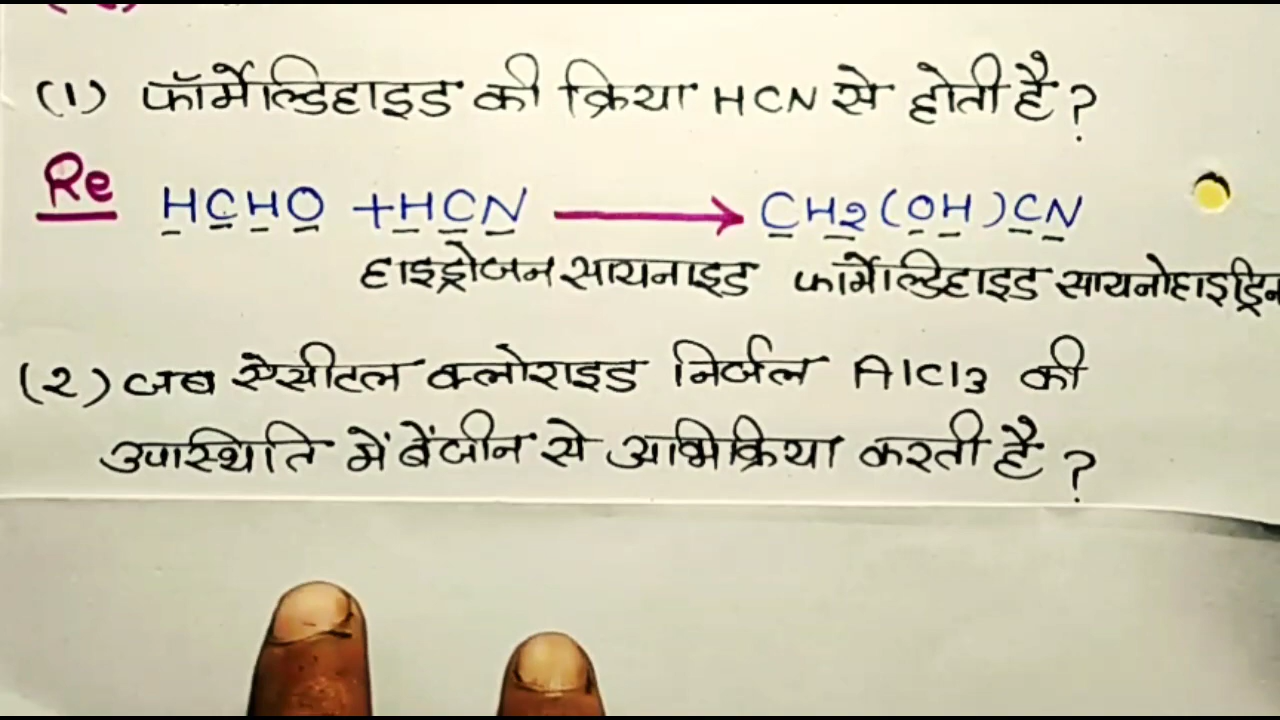 (1) फॉर्मेल्डिहाइड की क्रिया HCN से होती है?
Re HCHO + HCN → CH2(OH)CN
हाइड्रोजन सायनाइड फॉर्मेल्डिहाइड सायनोहाइड्रिन
(2) जब ऐसीटल क्लोराइड निर्जल AlCl3 की
उपस्थिति में बेंजीन से अभिक्रिया करती है?